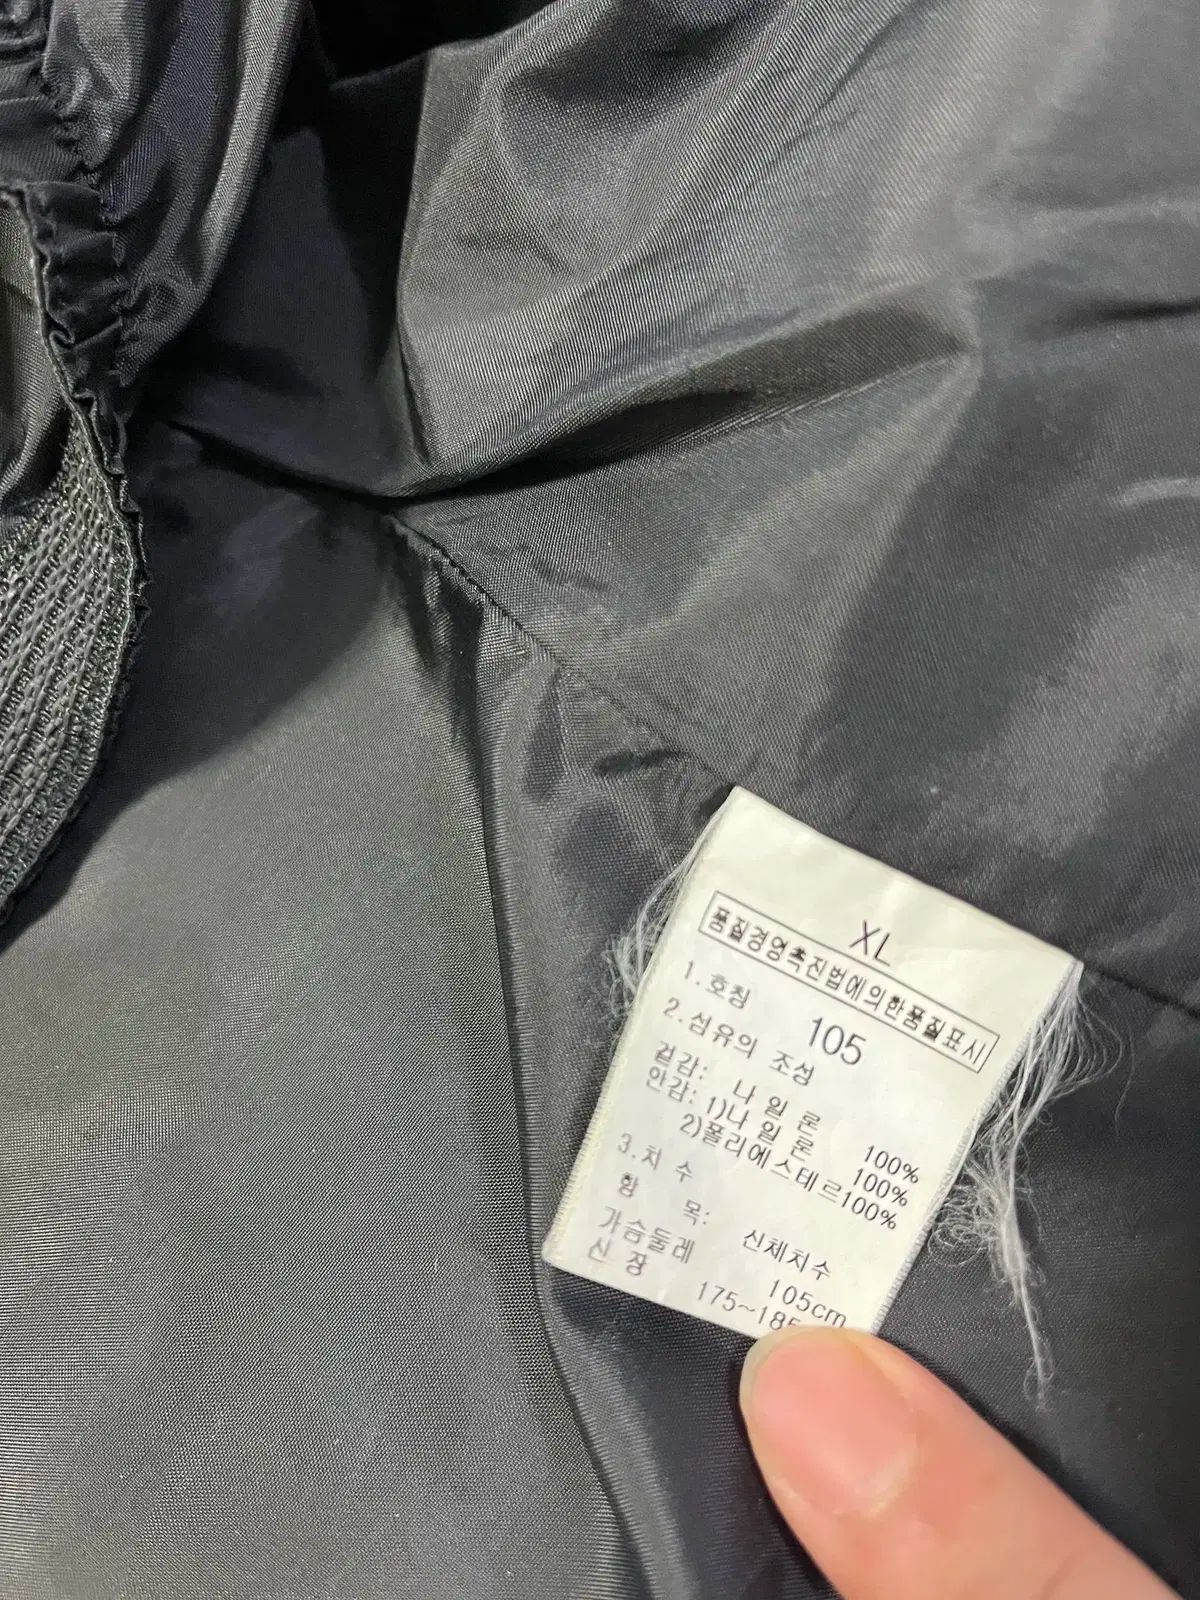 XL
품질경영촉진법에의한품질표시
1.호칭 105
2.섬유의 조성
겉감: 나 일 론 100%
안감: 1)나 일 론 100%
2)폴리에스테르100%
3.치 수
항 목: 신체치수
가슴둘레 105cm
신 장 175~185